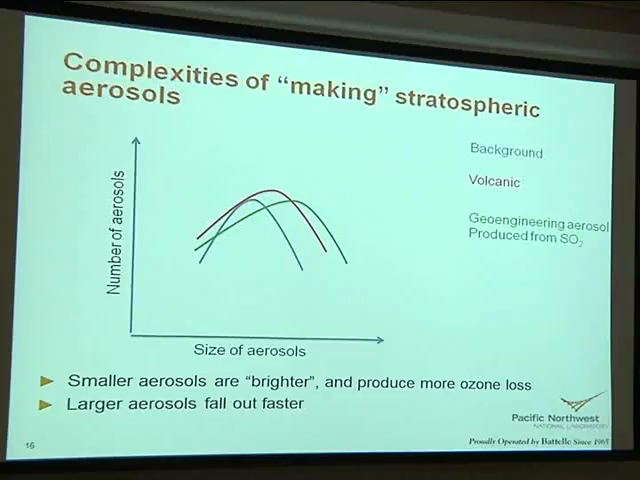 Complexities of “making” stratospheric
aerosols
Background
Volcanic
Geoengineering aerosol
Produced from SO₂
Number of aerosols
Size of aerosols
Smaller aerosols are “brighter”, and produce more ozone loss
Larger aerosols fall out faster
Pacific Northwest
NATIONAL LABORATORY
Proudly Operated by Battelle Since 1965
16